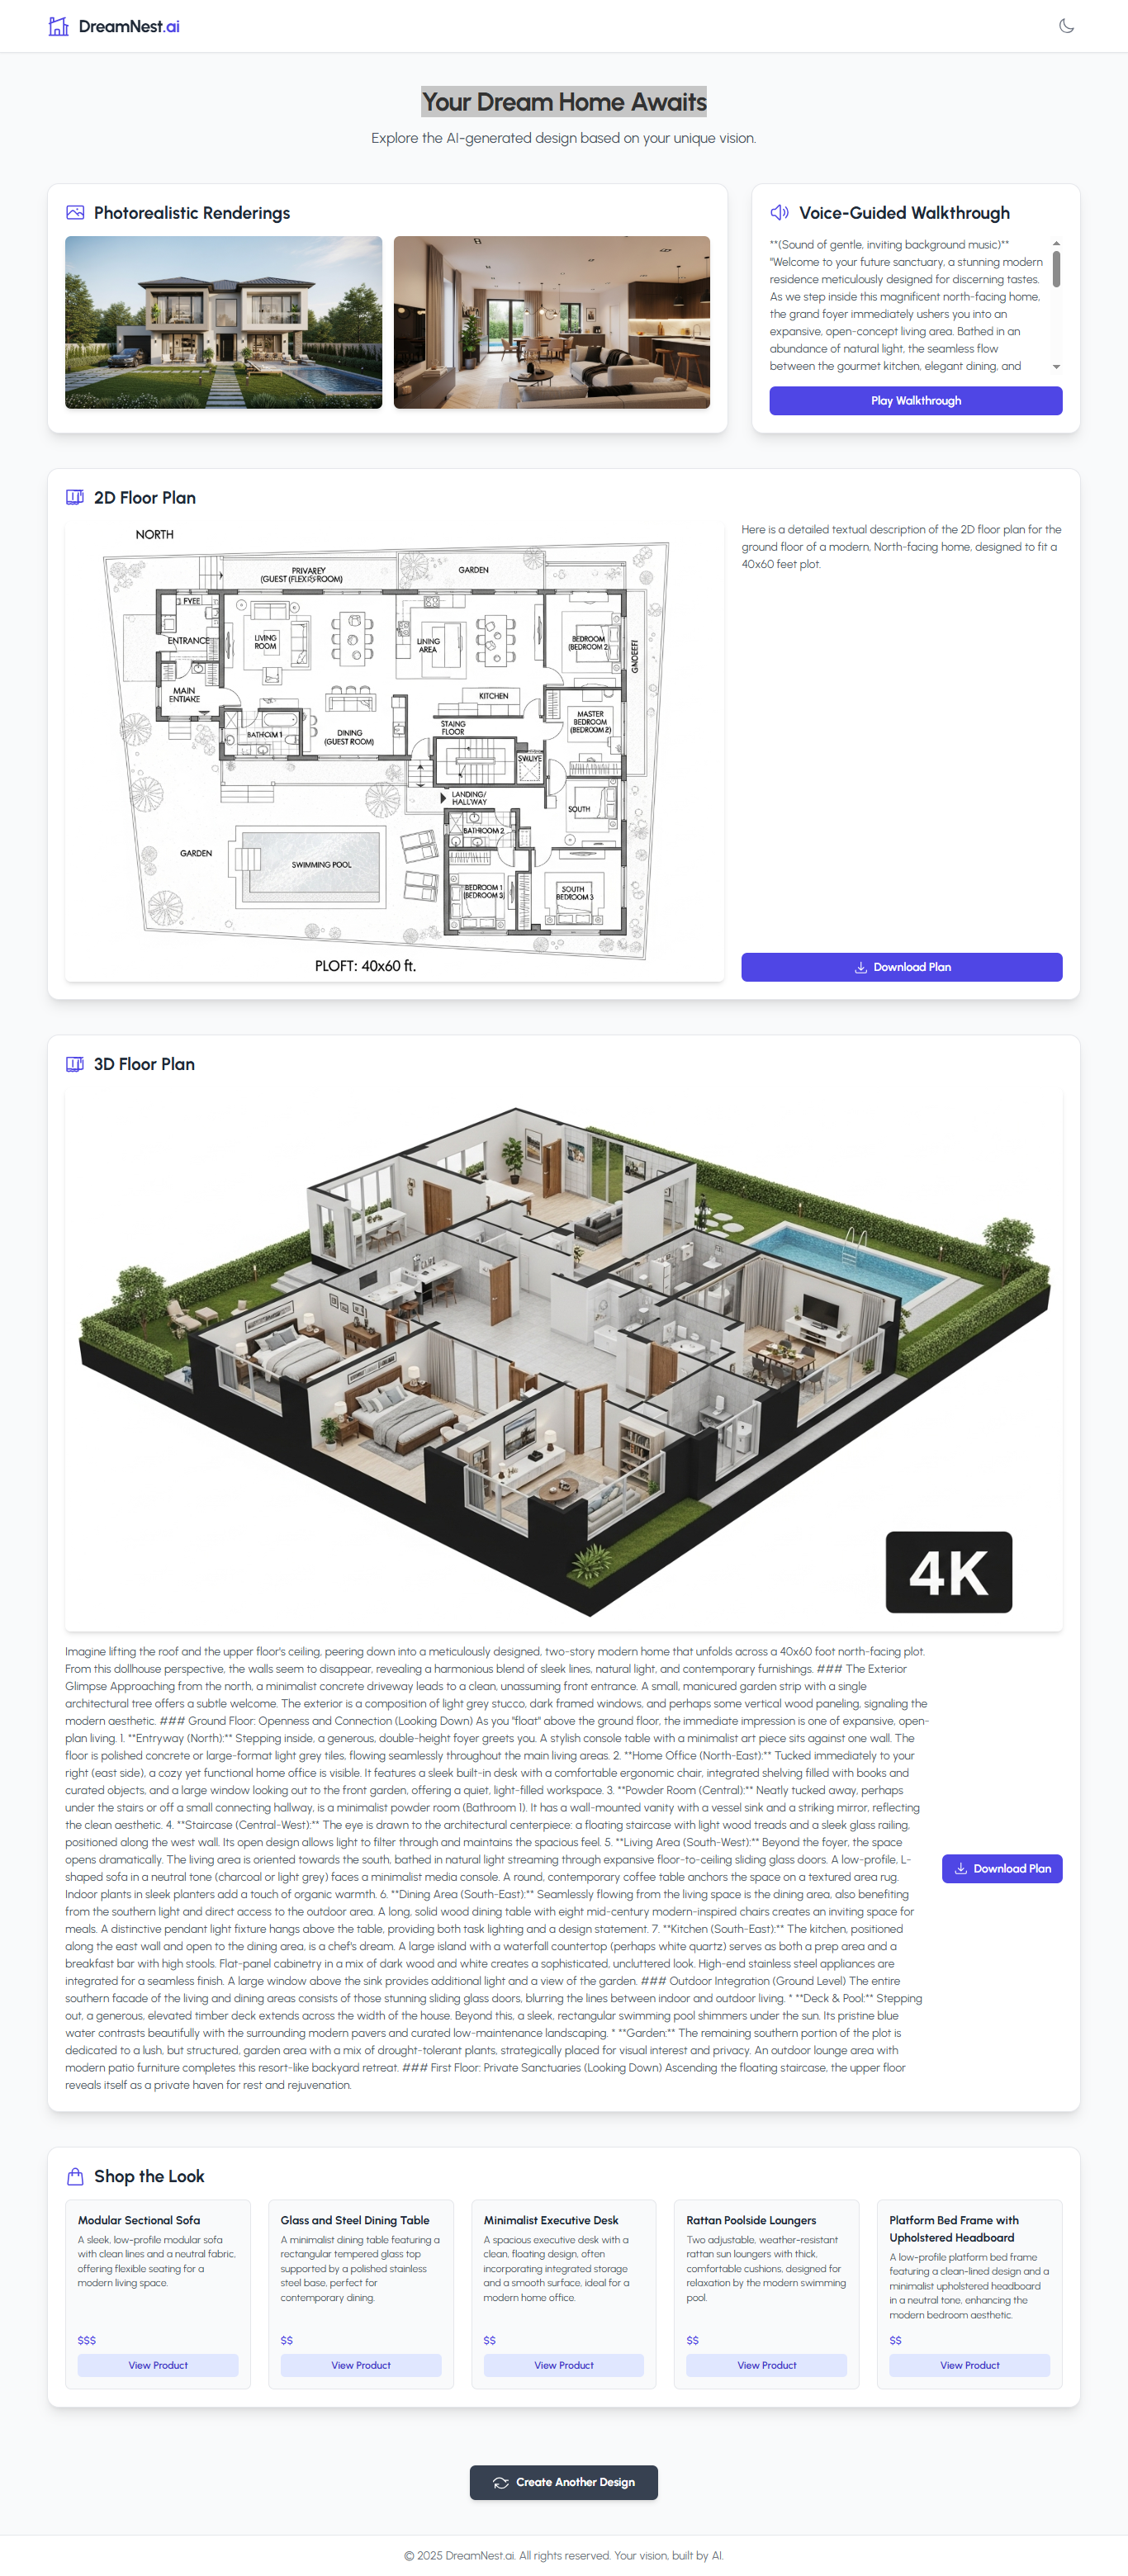 DreamNest.ai
Your Dream Home Awaits
Explore the AI-generated design based on your unique vision.
Photorealistic Renderings
Voice-Guided Walkthrough
**(Sound of gentle, inviting background music)**
"Welcome to your future sanctuary, a stunning modern
residence meticulously designed for discerning tastes.
As we step inside this magnificent north-facing home,
the grand foyer immediately ushers you into an
expansive, open-concept living area. Bathed in an
abundance of natural light, the seamless flow
between the gourmet kitchen, elegant dining, and
Play Walkthrough
2D Floor Plan
NORTH
PRIVAREY
(GUEST (FLEX ROOM)
GARDEN
FYEE
ENTRANCE
LIVING
ROOM
LINING
AREA
BEDROOM
(BEDROOM 2)
GNOEEFI
MAIN
ENTIAKE
KITCHEN
MASTER
BEDROOM
(BEDROOM 2)
BATHCOM 1
DINING
(GUEST ROOM)
STAING
FLOOR
SWLIYE
LANDING/
HALLWAY
SOUTH
BATHICOM 2
GARDEN
SWIMMING POOL
BEDROOM 1
(BEDROOM 3)
SOUTH
BEDROOM 3
PLOFT: 40x60 ft.
Here is a detailed textual description of the 2D floor plan for the
ground floor of a modern, North-facing home, designed to fit a
40x60 feet plot.
Download Plan
3D Floor Plan
4K
Imagine lifting the roof and the upper floor's ceiling, peering down into a meticulously designed, two-story modern home that unfolds across a 40x60 foot north-facing plot.
From this dollhouse perspective, the walls seem to disappear, revealing a harmonious blend of sleek lines, natural light, and contemporary furnishings. ### The Exterior
Glimpse Approaching from the north, a minimalist concrete driveway leads to a clean, unassuming front entrance. A small, manicured garden strip with a single
architectural tree offers a subtle welcome. The exterior is a composition of light grey stucco, dark framed windows, and perhaps some vertical wood paneling, signaling the
modern aesthetic. ### Ground Floor: Openness and Connection (Looking Down) As you "float" above the ground floor, the immediate impression is one of expansive, open-
plan living. 1. **Entryway (North):** Stepping inside, a generous, double-height foyer greets you. A stylish console table with a minimalist art piece sits against one wall. The
floor is polished concrete or large-format light grey tiles, flowing seamlessly throughout the main living areas. 2. **Home Office (North-East):** Tucked immediately to your
right (east side), a cozy yet functional home office is visible. It features a sleek built-in desk with a comfortable ergonomic chair, integrated shelving filled with books and
curated objects, and a large window looking out to the front garden, offering a quiet, light-filled workspace. 3. **Powder Room (Central):** Neatly tucked away, perhaps
under the stairs or off a small connecting hallway, is a minimalist powder room (Bathroom 1). It has a wall-mounted vanity with a vessel sink and a striking mirror, reflecting
the clean aesthetic. 4. **Staircase (Central-West):** The eye is drawn to the architectural centerpiece: a floating staircase with light wood treads and a sleek glass railing,
positioned along the west wall. Its open design allows light to filter through and maintains the spacious feel. 5. **Living Area (South-West):** Beyond the foyer, the space
opens dramatically. The living area is oriented towards the south, bathed in natural light streaming through expansive floor-to-ceiling sliding glass doors. A low-profile, L-
shaped sofa in a neutral tone (charcoal or light grey) faces a minimalist media console. A round, contemporary coffee table anchors the space on a textured area rug.
Indoor plants in sleek planters add a touch of organic warmth. 6. **Dining Area (South-East):** Seamlessly flowing from the living space is the dining area, also benefiting
from the southern light and direct access to the outdoor area. A long, solid wood dining table with eight mid-century modern-inspired chairs creates an inviting space for
meals. A distinctive pendant light fixture hangs above the table, providing both task lighting and a design statement. 7. **Kitchen (South-East):** The kitchen, positioned
along the east wall and open to the dining area, is a chef's dream. A large island with a waterfall countertop (perhaps white quartz) serves as both a prep area and a
breakfast bar with high stools. Flat-panel cabinetry in a mix of dark wood and white creates a sophisticated, uncluttered look. High-end stainless steel appliances are
integrated for a seamless finish. A large window above the sink provides additional light and a view of the garden. ### Outdoor Integration (Ground Level) The entire
southern facade of the living and dining areas consists of those stunning sliding glass doors, blurring the lines between indoor and outdoor living. * **Deck & Pool:** Stepping
out, a generous, elevated timber deck extends across the width of the house. Beyond this, a sleek, rectangular swimming pool shimmers under the sun. Its pristine blue
water contrasts beautifully with the surrounding modern pavers and curated low-maintenance landscaping. * **Garden:** The remaining southern portion of the plot is
dedicated to a lush, but structured, garden area with a mix of drought-tolerant plants, strategically placed for visual interest and privacy. An outdoor lounge area with
modern patio furniture completes this resort-like backyard retreat. ### First Floor: Private Sanctuaries (Looking Down) Ascending the floating staircase, the upper floor
reveals itself as a private haven for rest and rejuvenation.
Download Plan
Shop the Look
Modular Sectional Sofa
A sleek, low-profile modular sofa
with clean lines and a neutral fabric,
offering flexible seating for a
modern living space.
$$$
View Product
Glass and Steel Dining Table
A minimalist dining table featuring a
rectangular tempered glass top
supported by a polished stainless
steel base, perfect for
contemporary dining.
$$
View Product
Minimalist Executive Desk
A spacious executive desk with a
clean, floating design, often
incorporating integrated storage
and a smooth surface, ideal for a
modern home office.
$$
View Product
Rattan Poolside Loungers
Two adjustable, weather-resistant
rattan sun loungers with thick,
comfortable cushions, designed for
relaxation by the modern swimming
pool.
$$
View Product
Platform Bed Frame with
Upholstered Headboard
A low-profile platform bed frame
featuring a clean-lined design and a
minimalist upholstered headboard
in a neutral tone, enhancing the
modern bedroom aesthetic.
$$
View Product
Create Another Design
© 2025 DreamNest.ai. All rights reserved. Your vision, built by AI.